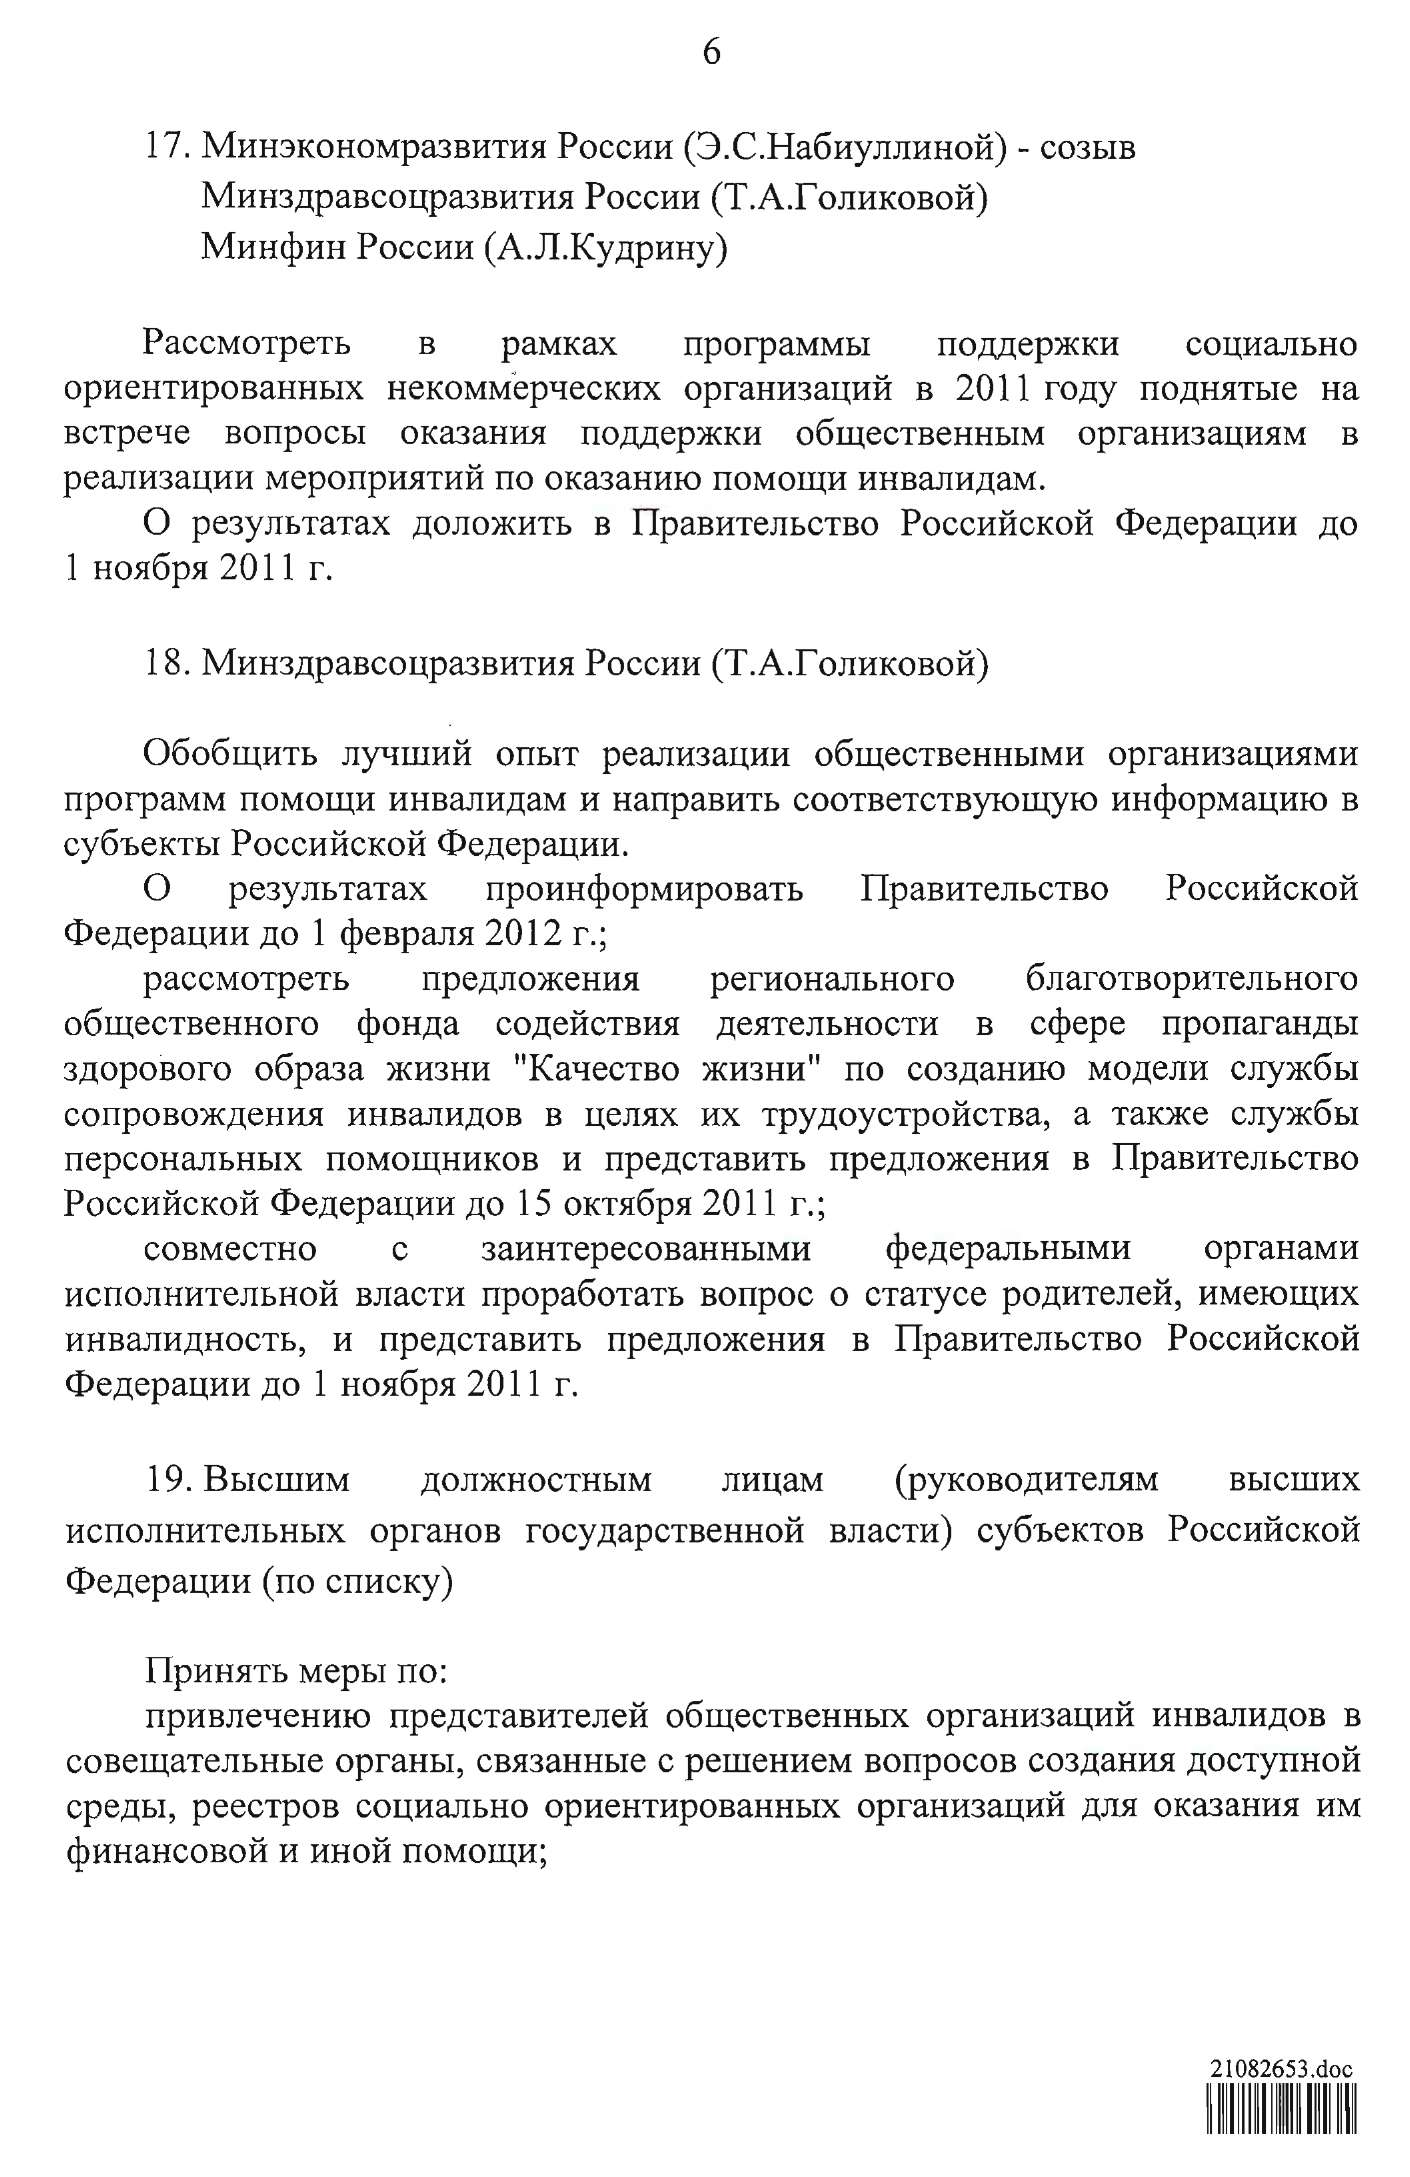 6
17. Минэкономразвития России (Э.С.Набиуллиной) - созыв
Минздравсоцразвития России (Т.А.Голиковой)
Минфин России (А.Л.Кудрину)
Рассмотреть в рамках программы поддержки социально
ориентированных некоммерческих организаций в 2011 году поднятые на
встрече вопросы оказания поддержки общественным организациям в
реализации мероприятий по оказанию помощи инвалидам.
О результатах доложить в Правительство Российской Федерации до
1 ноября 2011 г.
18. Минздравсоцразвития России (Т.А.Голиковой)
Обобщить лучший опыт реализации общественными организациями
программ помощи инвалидам и направить соответствующую информацию в
субъекты Российской Федерации.
О результатах проинформировать Правительство Российской
Федерации до 1 февраля 2012 г.;
рассмотреть предложения регионального благотворительного
общественного фонда содействия деятельности в сфере пропаганды
здорового образа жизни "Качество жизни" по созданию модели службы
сопровождения инвалидов в целях их трудоустройства, а также службы
персональных помощников и представить предложения в Правительство
Российской Федерации до 15 октября 2011 г.;
совместно с заинтересованными федеральными органами
исполнительной власти проработать вопрос о статусе родителей, имеющих
инвалидность, и представить предложения в Правительство Российской
Федерации до 1 ноября 2011 г.
19. Высшим должностным лицам (руководителям высших
исполнительных органов государственной власти) субъектов Российской
Федерации (по списку)
Принять меры по:
привлечению представителей общественных организаций инвалидов в
совещательные органы, связанные с решением вопросов создания доступной
среды, реестров социально ориентированных организаций для оказания им
финансовой и иной помощи;
21082653.doc